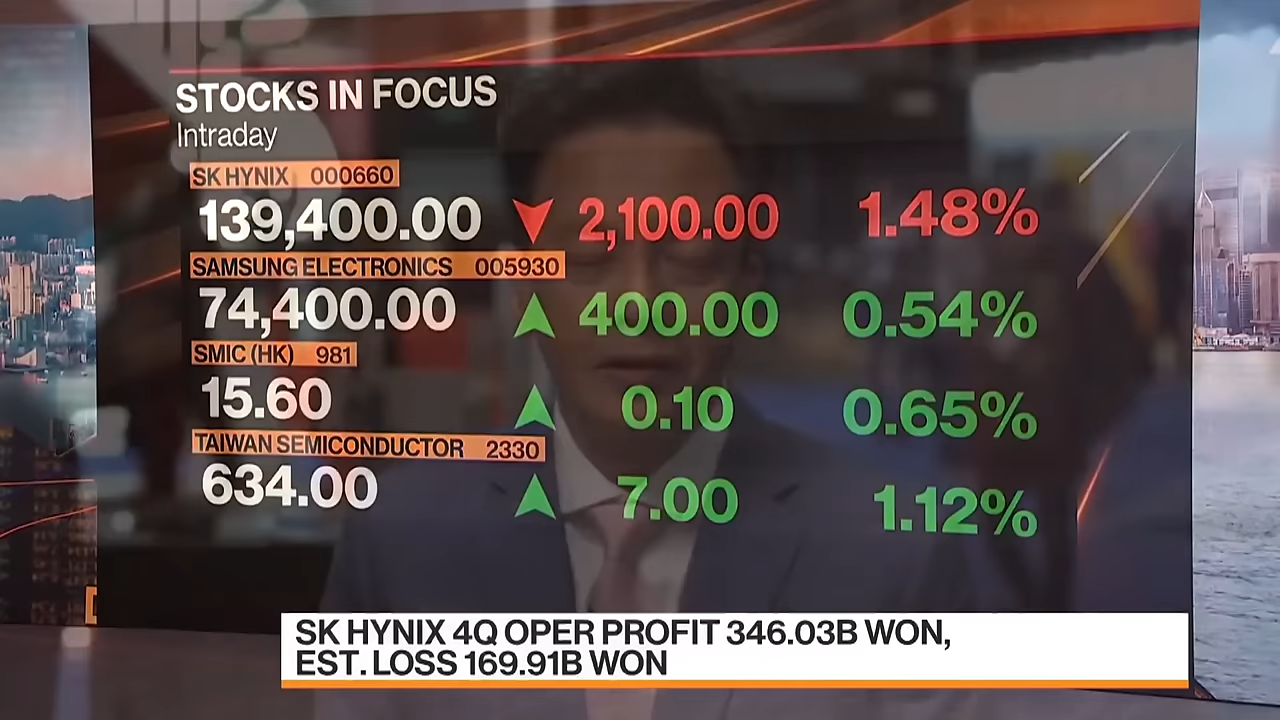 STOCKS IN FOCUS
Intraday
SK HYNIX 000660
139,400.00 ▼ 2,100.00 1.48%
SAMSUNG ELECTRONICS 005930
74,400.00 ▲ 400.00 0.54%
SMIC (HK) 981
15.60 ▲ 0.10 0.65%
TAIWAN SEMICONDUCTOR 2330
634.00 ▲ 7.00 1.12%
SK HYNIX 4Q OPER PROFIT 346.03B WON,
EST. LOSS 169.91B WON